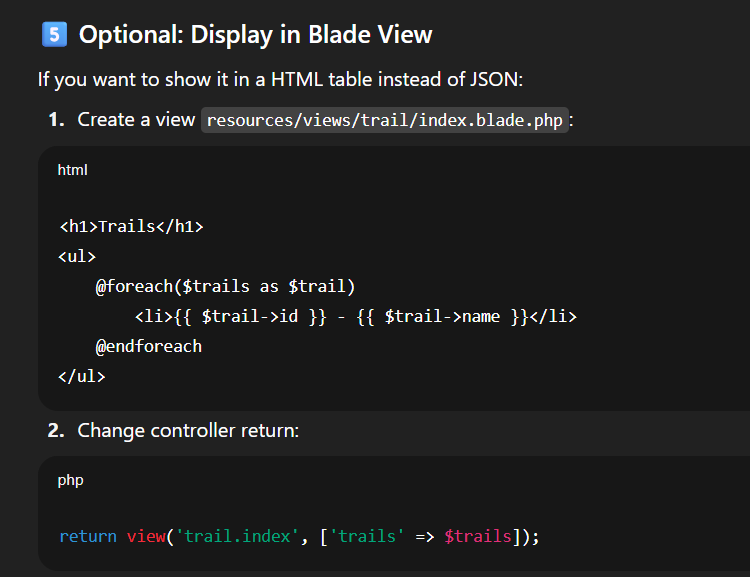 5 Optional: Display in Blade View
If you want to show it in a HTML table instead of JSON:
1. Create a view resources/views/trail/index.blade.php:
html
<h1>Trails</h1>
<ul>
    @foreach($trails as $trail)
        <li>{{ $trail->id }} - {{ $trail->name }}</li>
    @endforeach
</ul>
2. Change controller return:
php
return view('trail.index', ['trails' => $trails]);